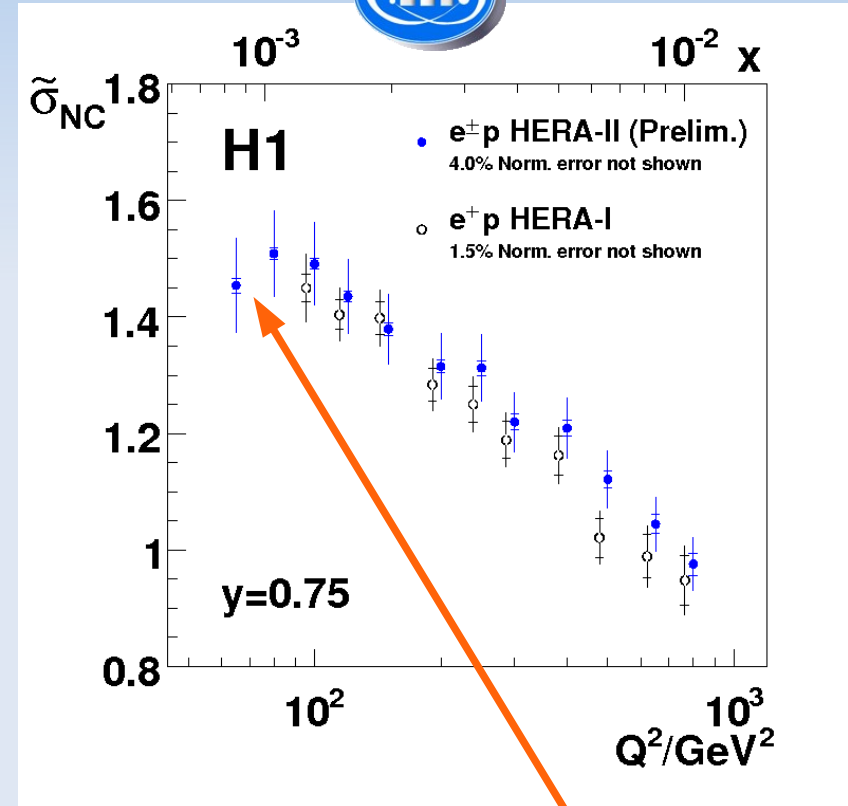 10⁻³ 10⁻² x
σ̃NC
1.8
H1
e±p HERA-II (Prelim.)
4.0% Norm. error not shown
1.6
e⁺p HERA-I
1.5% Norm. error not shown
1.4
1.2
1
y=0.75
0.8
10² 10³
Q²/GeV²